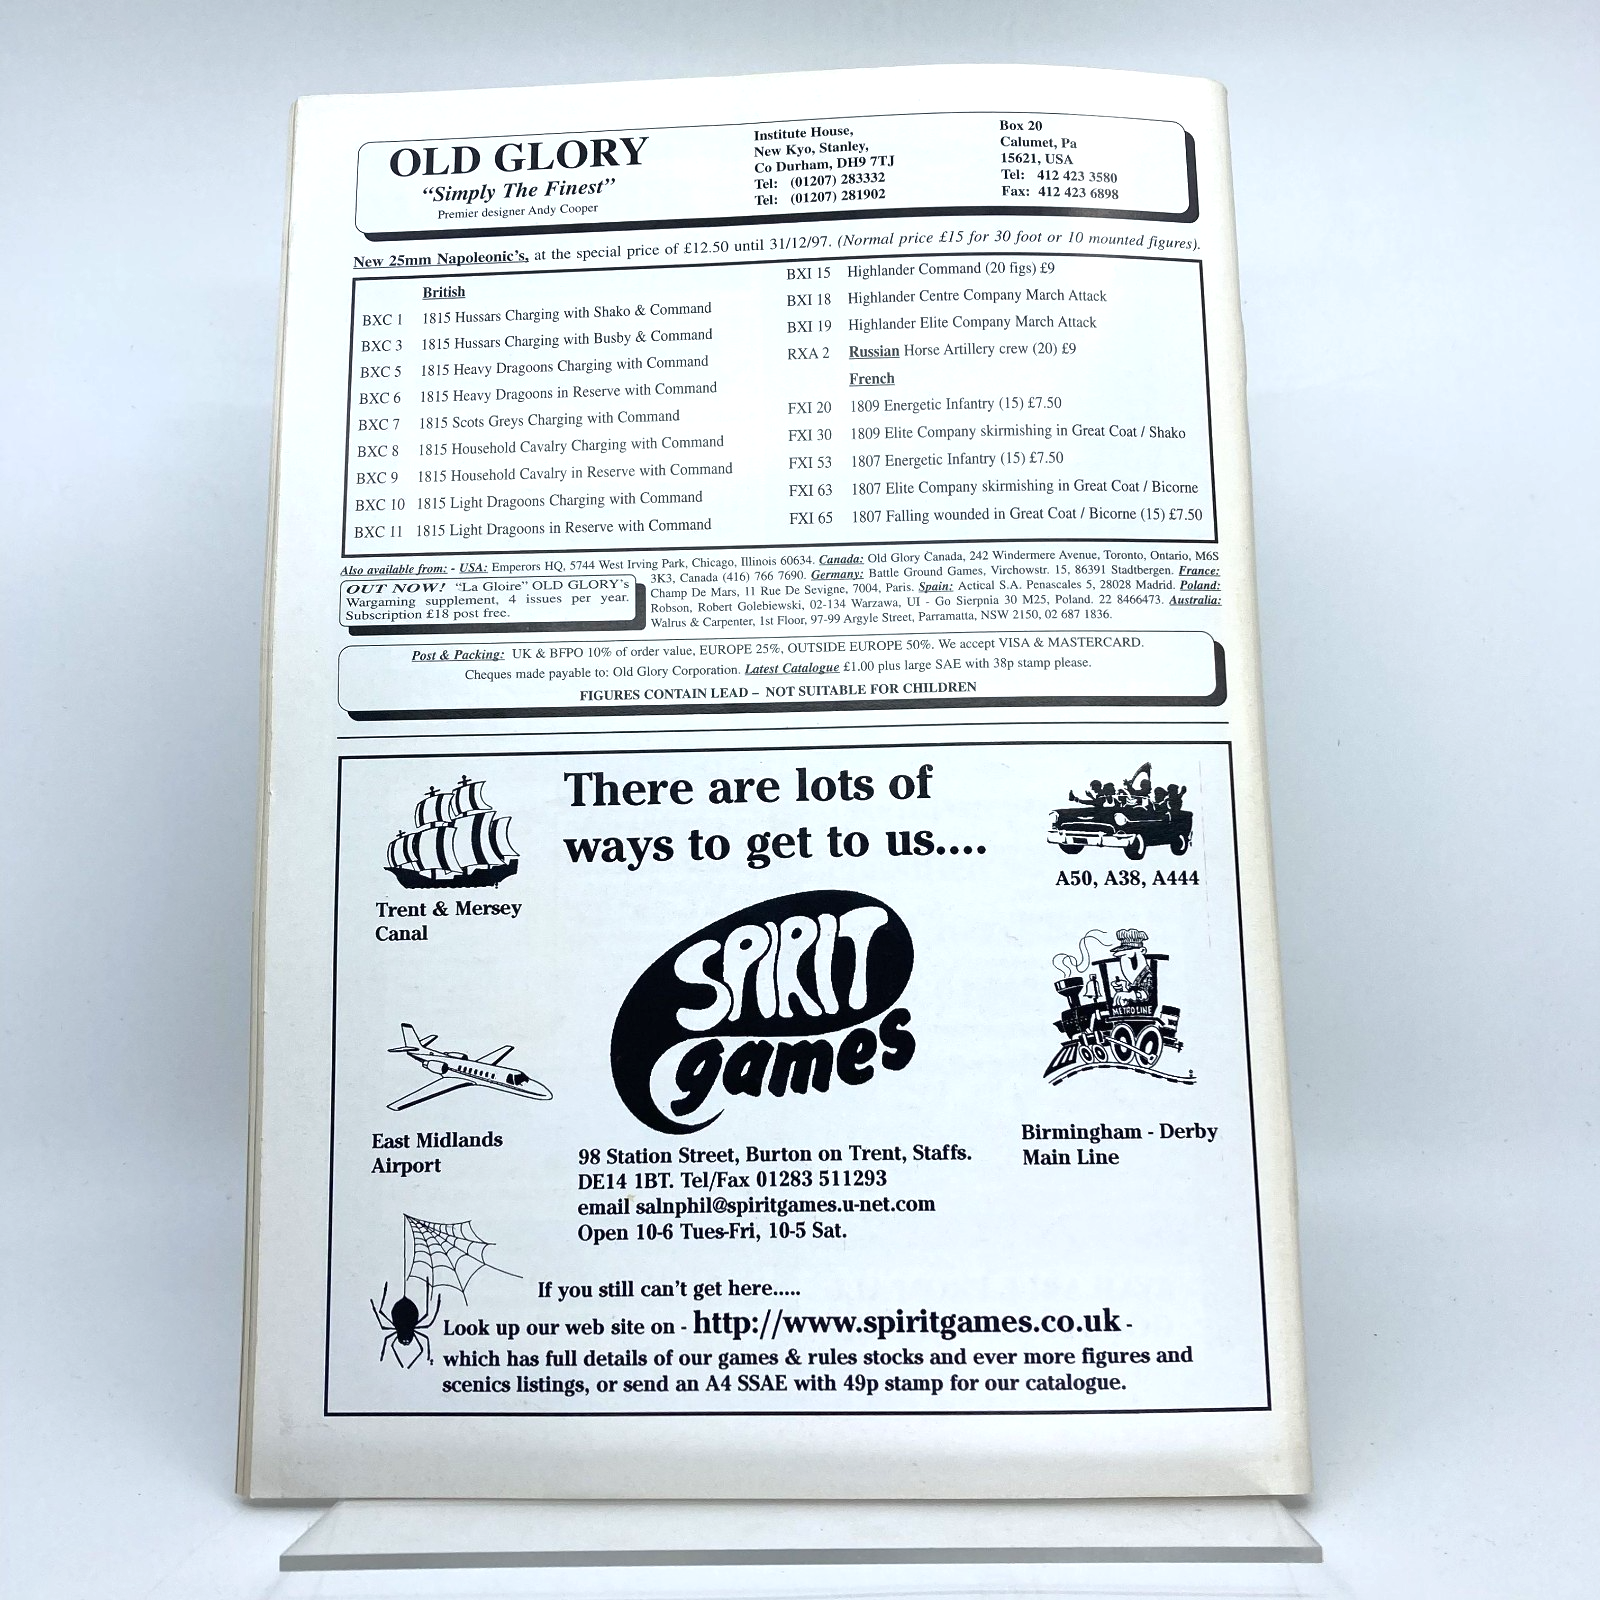 OLD GLORY
"Simply The Finest"
Premier designer Andy Cooper
Institute House,
New Kyo, Stanley,
Co Durham, DH9 7TJ
Tel: (01207) 283332
Tel: (01207) 281902
Box 20
Calumet, Pa
15621, USA
Tel: 412 423 3580
Fax: 412 423 6898
New 25mm Napoleonic's, at the special price of £12.50 until 31/12/97. (Normal price £15 for 30 foot or 10 mounted figures).
British
BXC 1 1815 Hussars Charging with Shako & Command
BXC 3 1815 Hussars Charging with Busby & Command
BXC 5 1815 Heavy Dragoons Charging with Command
BXC 6 1815 Heavy Dragoons in Reserve with Command
BXC 7 1815 Scots Greys Charging with Command
BXC 8 1815 Household Cavalry Charging with Command
BXC 9 1815 Household Cavalry in Reserve with Command
BXC 10 1815 Light Dragoons Charging with Command
BXC 11 1815 Light Dragoons in Reserve with Command
BXI 15 Highlander Command (20 figs) £9
BXI 18 Highlander Centre Company March Attack
BXI 19 Highlander Elite Company March Attack
RXA 2 Russian Horse Artillery crew (20) £9
French
FXI 20 1809 Energetic Infantry (15) £7.50
FXI 30 1809 Elite Company skirmishing in Great Coat / Shako
FXI 53 1807 Energetic Infantry (15) £7.50
FXI 63 1807 Elite Company skirmishing in Great Coat / Bicorne
FXI 65 1807 Falling wounded in Great Coat / Bicorne (15) £7.50
Also available from: - USA: Emperors HQ, 5744 West Irving Park, Chicago, Illinois 60634. Canada: Old Glory Canada, 242 Windermere Avenue, Toronto, Ontario, M6S
3K3, Canada (416) 766 7690. Germany: Battle Ground Games, Virchowstr. 15, 86391 Stadtbergen. France:
Champ De Mars, 11 Rue De Sevigne, 7004, Paris. Spain: Actical S.A. Penascales 5, 28028 Madrid. Poland:
Robson, Robert Golebiewski, 02-134 Warzawa, UI - Go Sierpnia 30 M25, Poland. 22 8466473. Australia:
Walrus & Carpenter, 1st Floor, 97-99 Argyle Street, Parramatta, NSW 2150, 02 687 1836.
OUT NOW! "La Gloire" OLD GLORY's
Wargaming supplement, 4 issues per year.
Subscription £18 post free.
Post & Packing: UK & BFPO 10% of order value, EUROPE 25%, OUTSIDE EUROPE 50%. We accept VISA & MASTERCARD.
Cheques made payable to: Old Glory Corporation. Latest Catalogue £1.00 plus large SAE with 38p stamp please.
FIGURES CONTAIN LEAD – NOT SUITABLE FOR CHILDREN
There are lots of
ways to get to us....
Trent & Mersey
Canal
A50, A38, A444
SPIRIT
games
METROLINE
East Midlands
Airport
Birmingham - Derby
Main Line
98 Station Street, Burton on Trent, Staffs.
DE14 1BT. Tel/Fax 01283 511293
email salnphil@spiritgames.u-net.com
Open 10-6 Tues-Fri, 10-5 Sat.
If you still can't get here.....
Look up our web site on - http://www.spiritgames.co.uk -
which has full details of our games & rules stocks and ever more figures and
scenics listings, or send an A4 SSAE with 49p stamp for our catalogue.